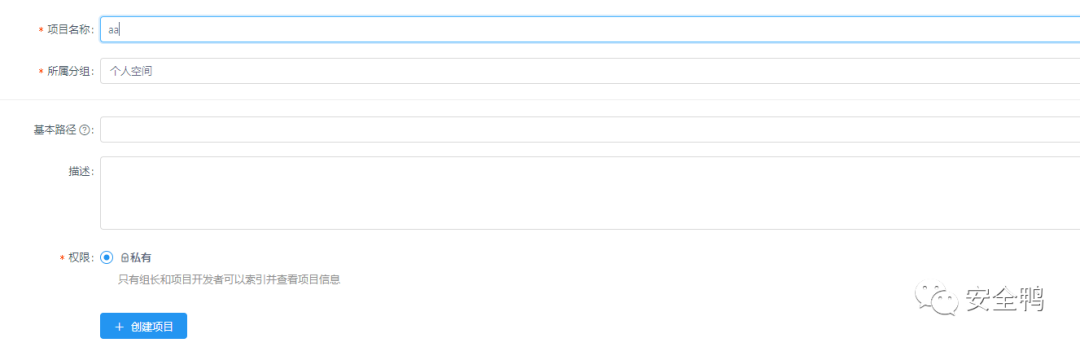 * 项目名称: aa
* 所属分组: 个人空间
基本路径 ?:
描述:
* 权限: 私有
只有组长和项目开发者可以索引并查看项目信息
+ 创建项目
安全鸭